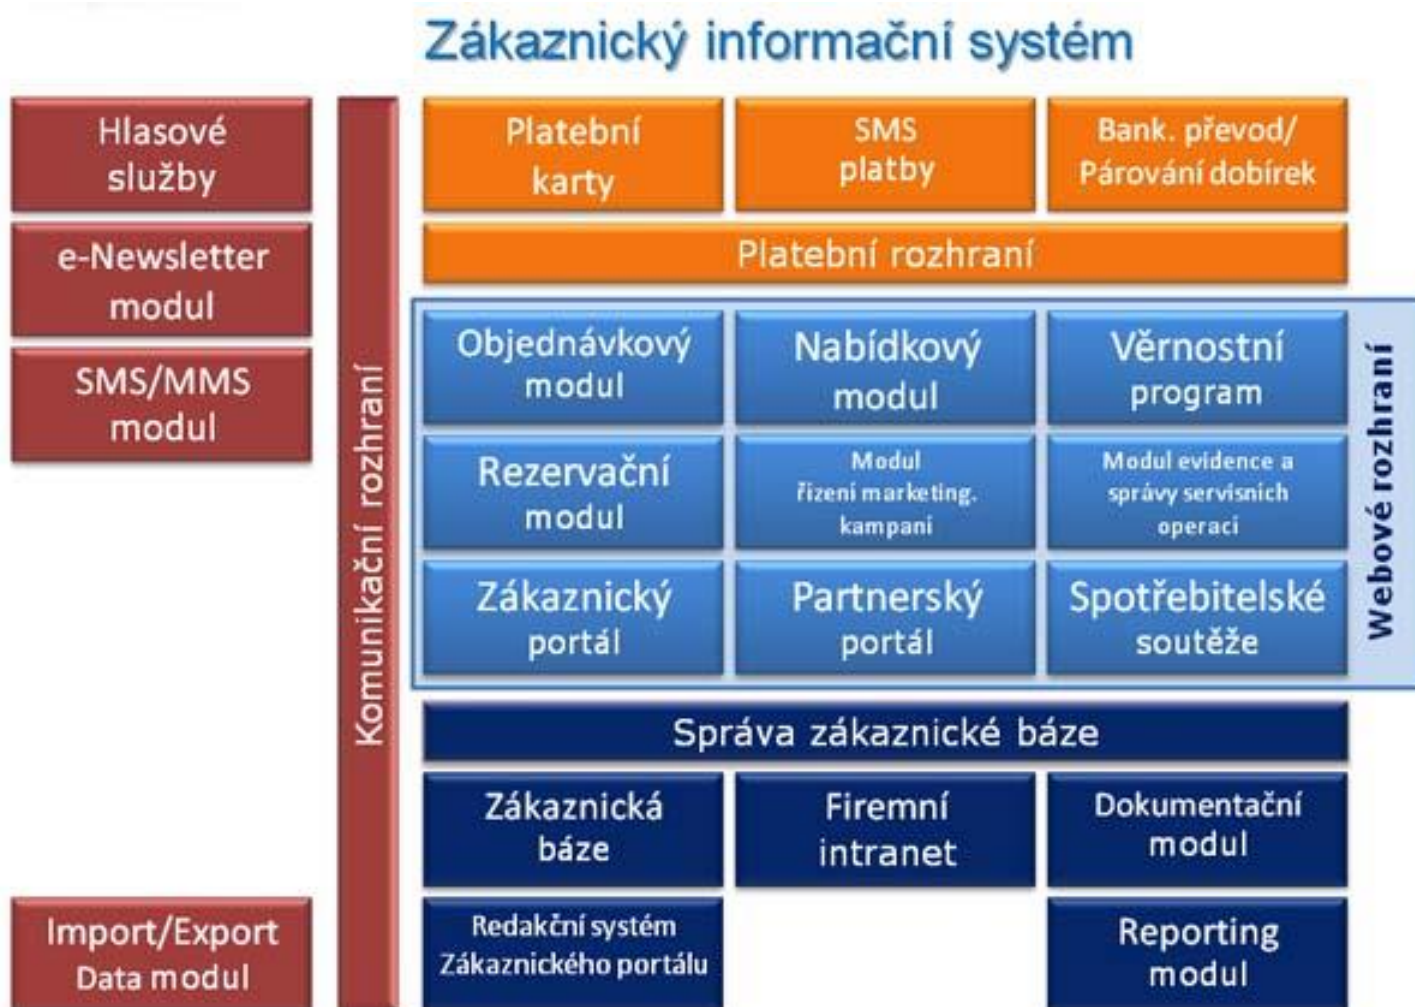 Zákaznický informační systém
Hlasové
služby
e-Newsletter
modul
SMS/MMS
modul
Import/Export
Data modul
Komunikační rozhraní
Platební
karty
SMS
platby
Bank. převod/
Párování dobírek
Platební rozhraní
Objednávkový
modul
Nabídkový
modul
Věrnostní
program
Rezervační
modul
Modul
řízení marketing.
kampaní
Modul evidence a
správy servisních
operací
Zákaznický
portál
Partnerský
portál
Spotřebitelské
soutěže
Webové rozhraní
Správa zákaznické báze
Zákaznická
báze
Firemní
intranet
Dokumentační
modul
Redakční systém
Zákaznického portálu
Reporting
modul